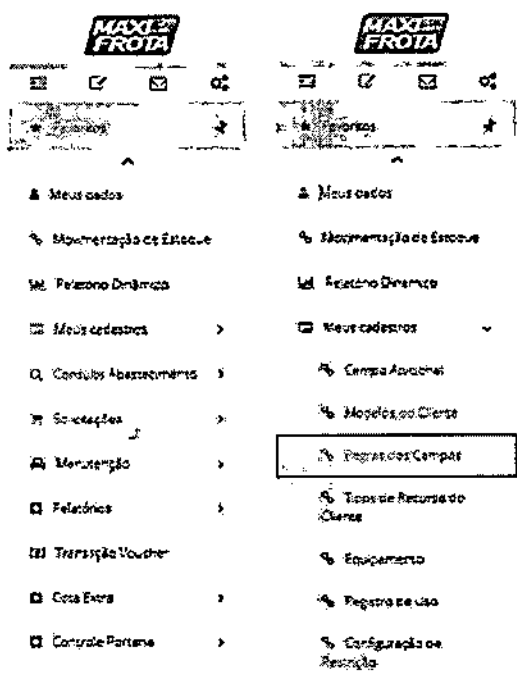 MAXI
FROTA
Favoritos
Meus dados
Movimentação de Estoque
Relatório Dinâmico
Meus cadastros
Consulta Abastecimento
Solicitações
Manutenção
Relatórios
Transação Voucher
Cota Extra
Controle Portaria
MAXI
FROTA
Favoritos
Meus dados
Movimentação de Estoque
Relatório Dinâmico
Meus cadastros
Campo Adicional
Modelos do Cliente
Regras dos Campos
Tipos de Recurso do
Cliente
Equipamento
Registro de Uso
Configuração de
Restrição